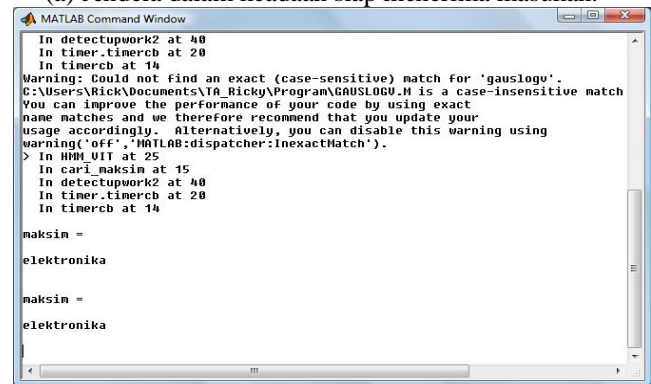 (a) Jendela dalam keadaan siap menerima masukan.
MATLAB Command Window
In detectupwork2 at 40
In timer.timercb at 20
In timercb at 14
Warning: Could not find an exact (case-sensitive) match for 'gauslogv'.
C:\Users\Rick\Documents\TA_Ricky\Program\GAUSLOGV.M is a case-insensitive match
You can improve the performance of your code by using exact
name matches and we therefore recommend that you update your
usage accordingly.  Alternatively, you can disable this warning using
warning('off','MATLAB:dispatcher:InexactMatch').
> In HMM_VIT at 25
In cari_maksim at 15
In detectupwork2 at 40
In timer.timercb at 20
In timercb at 14
maksim =
elektronika
maksim =
elektronika